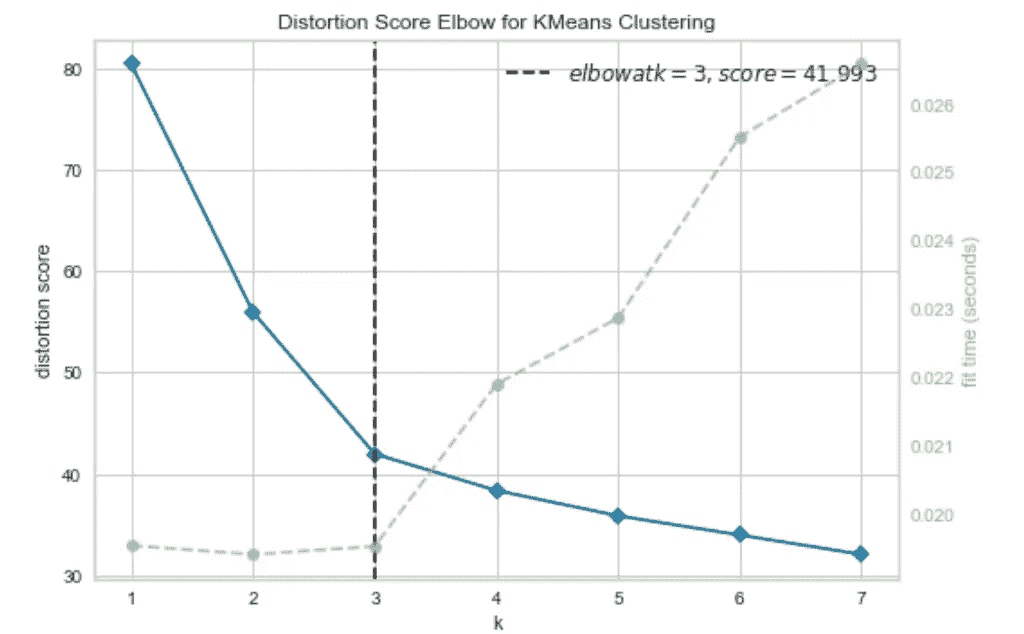 Distortion Score Elbow for KMeans Clustering
elbowatk = 3, score = 41.993
distortion score
80
70
60
50
40
30
0.026
0.025
0.024
0.023
0.022
0.021
0.020
fit time (seconds)
1 2 3 4 5 6 7
k